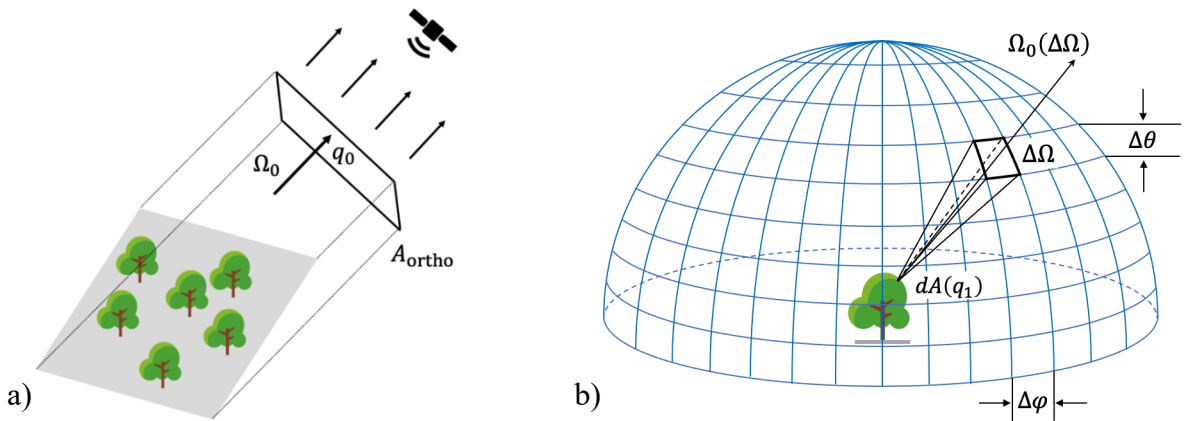 Ω₀
q₀
A_ortho
a)
Ω₀(ΔΩ)
Δθ
ΔΩ
dA(q₁)
b)
Δφ